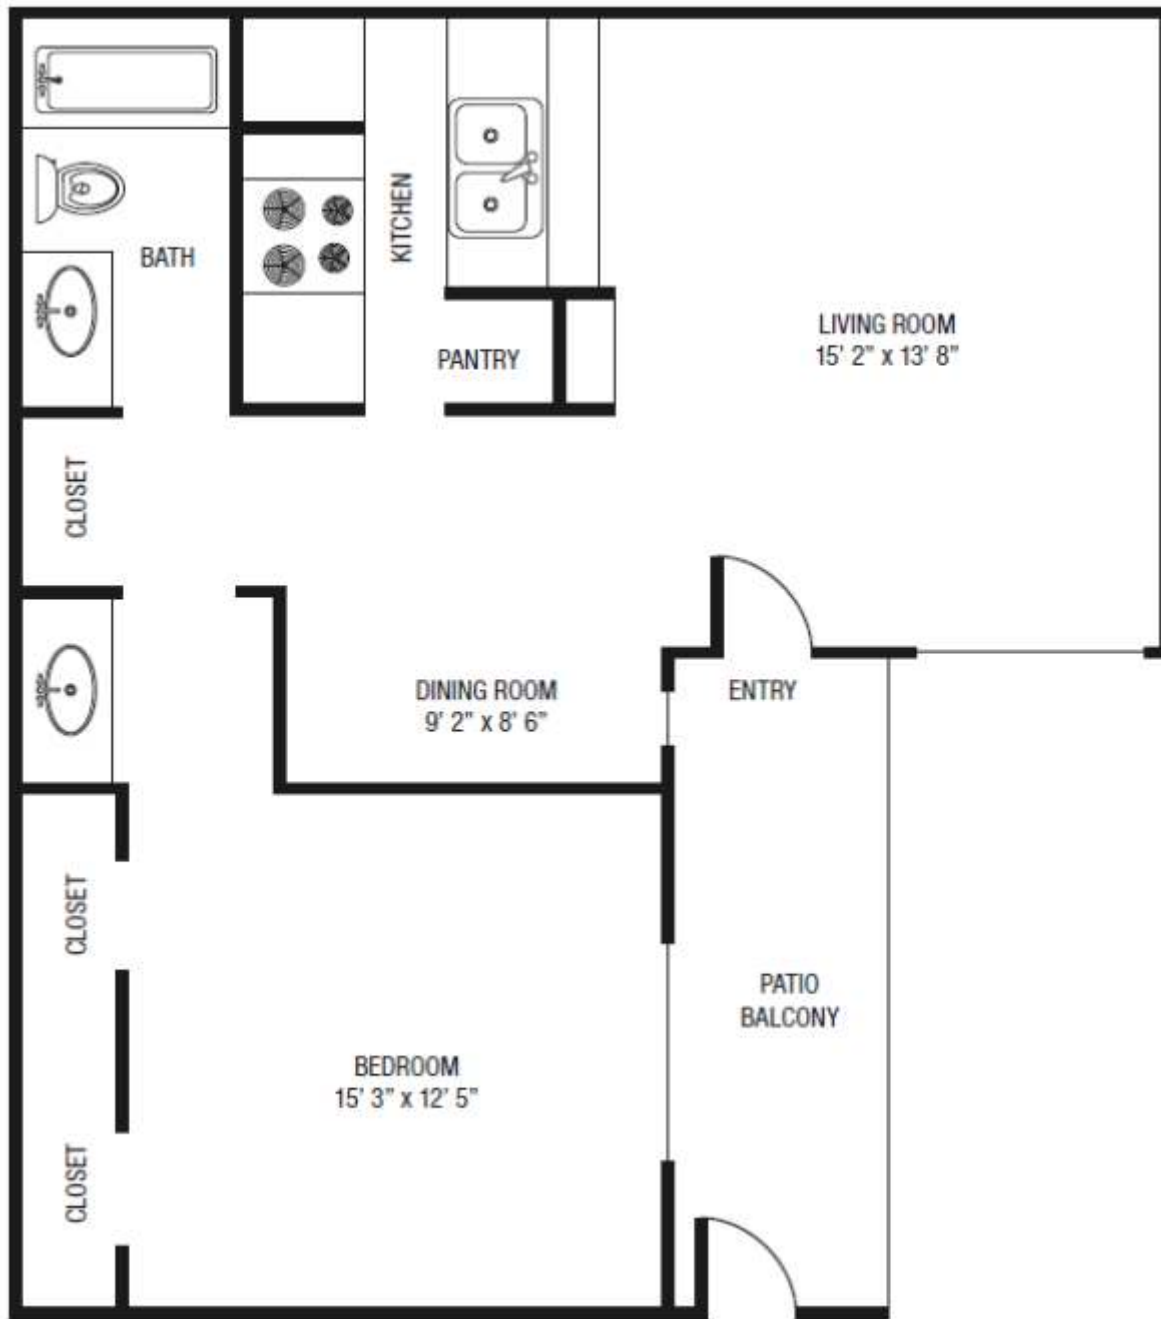 KITCHEN
BATH
LIVING ROOM
15’ 2” x 13’ 8”
PANTRY
CLOSET
DINING ROOM
9’ 2” x 8’ 6”
ENTRY
CLOSET
PATIO
BALCONY
BEDROOM
15’ 3” x 12’ 5”
CLOSET